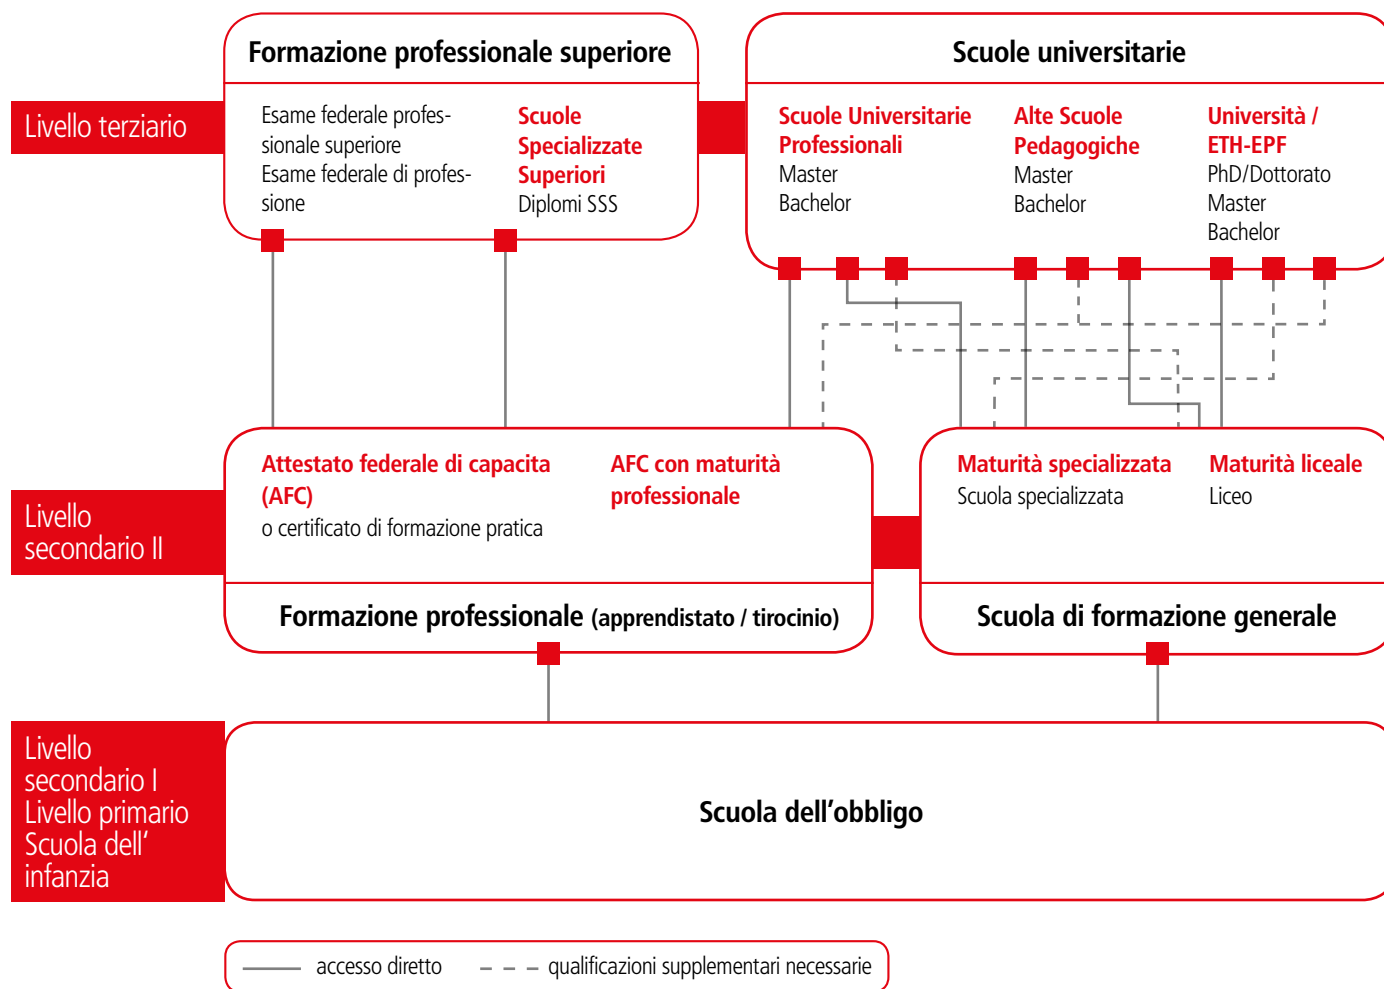 Formazione professionale superiore
Scuole universitarie
Livello terziario
Esame federale profes-
sionale superiore
Esame federale di profes-
sione
Scuole
Specializzate
Superiori
Diplomi SSS
Scuole Universitarie
Professionali
Master
Bachelor
Alte Scuole
Pedagogiche
Master
Bachelor
Università /
ETH-EPF
PhD/Dottorato
Master
Bachelor
Livello
secondario II
Attestato federale di capacita
(AFC)
o certificato di formazione pratica
AFC con maturità
professionale
Maturità specializzata
Scuola specializzata
Maturità liceale
Liceo
Formazione professionale (apprendistato / tirocinio)
Scuola di formazione generale
Livello
secondario I
Livello primario
Scuola dell‘
infanzia
Scuola dell’obbligo
accesso diretto
qualificazioni supplementari necessarie